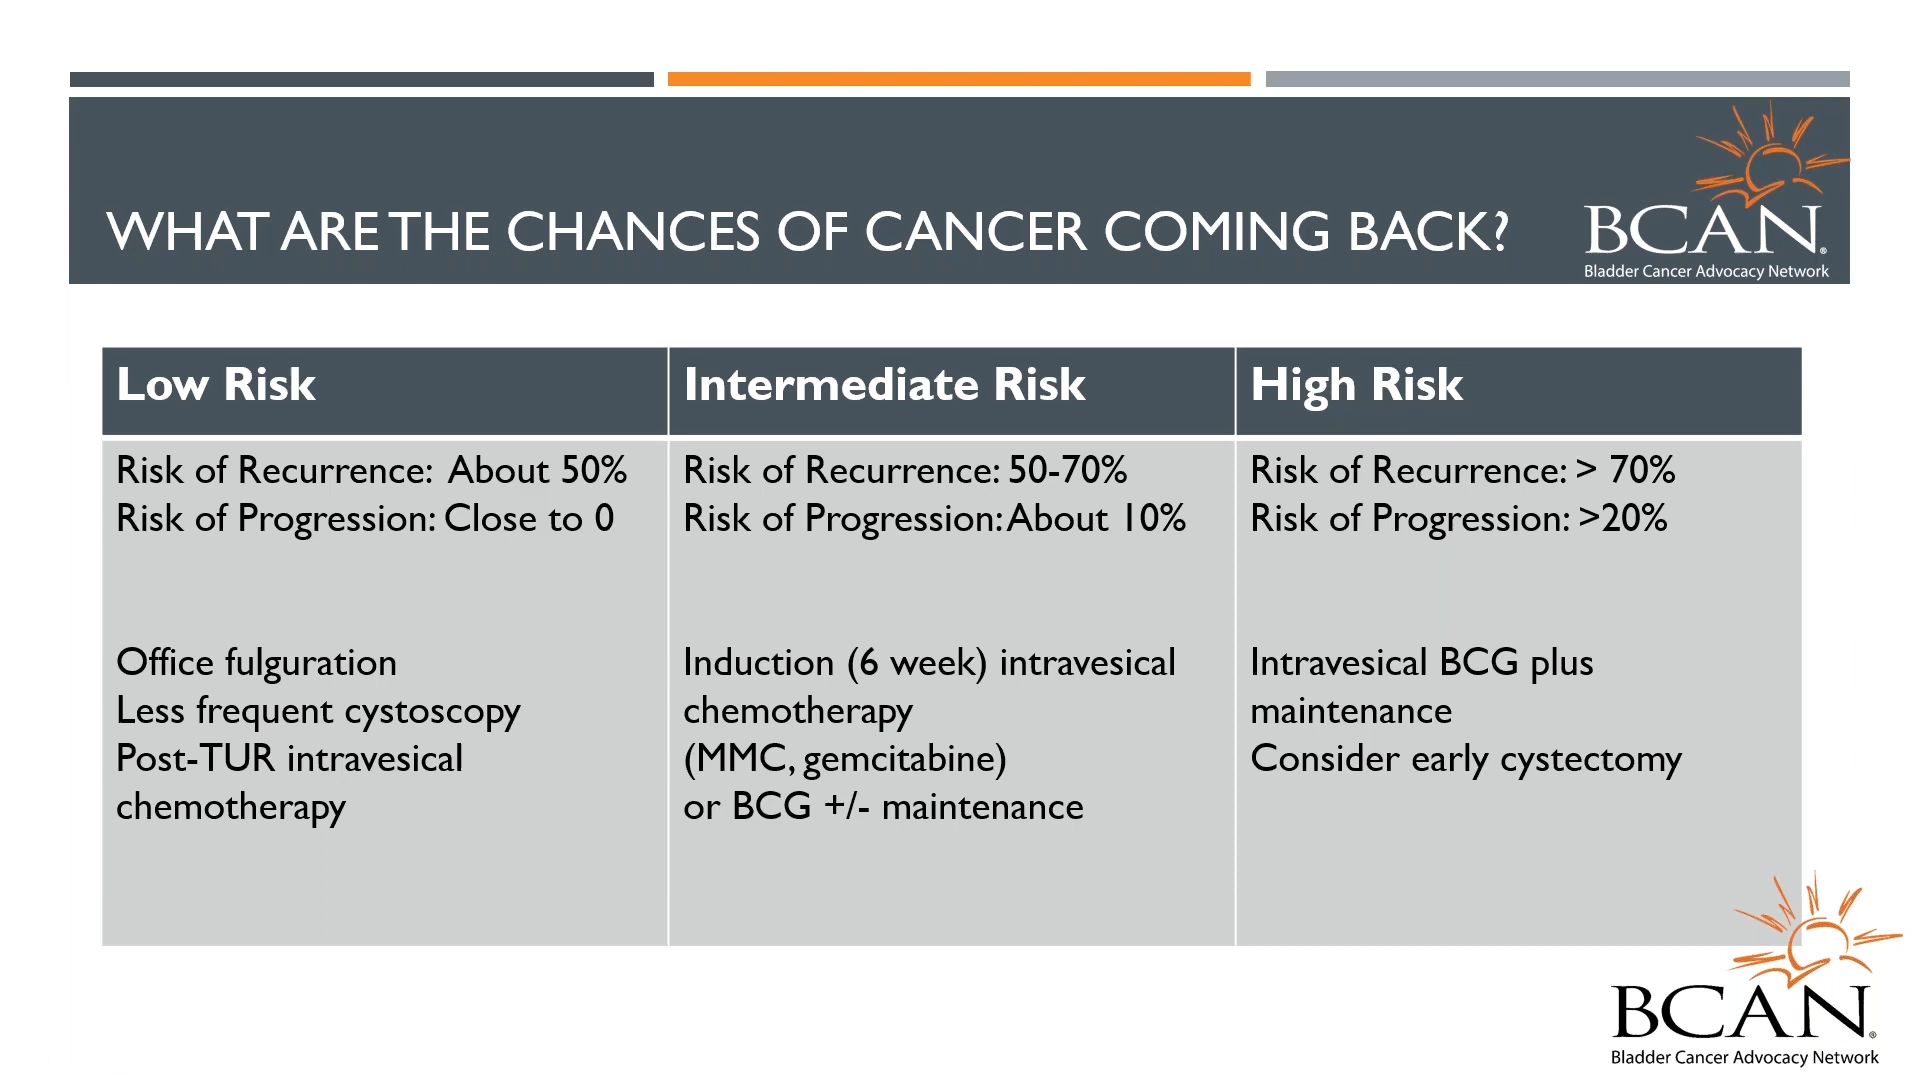 WHAT ARE THE CHANCES OF CANCER COMING BACK?
BCAN®
Bladder Cancer Advocacy Network
Low Risk
Risk of Recurrence: About 50%
Risk of Progression: Close to 0
Office fulguration
Less frequent cystoscopy
Post-TUR intravesical
chemotherapy
Intermediate Risk
Risk of Recurrence: 50-70%
Risk of Progression: About 10%
Induction (6 week) intravesical
chemotherapy
(MMC, gemcitabine)
or BCG +/- maintenance
High Risk
Risk of Recurrence: > 70%
Risk of Progression: >20%
Intravesical BCG plus
maintenance
Consider early cystectomy
BCAN®
Bladder Cancer Advocacy Network